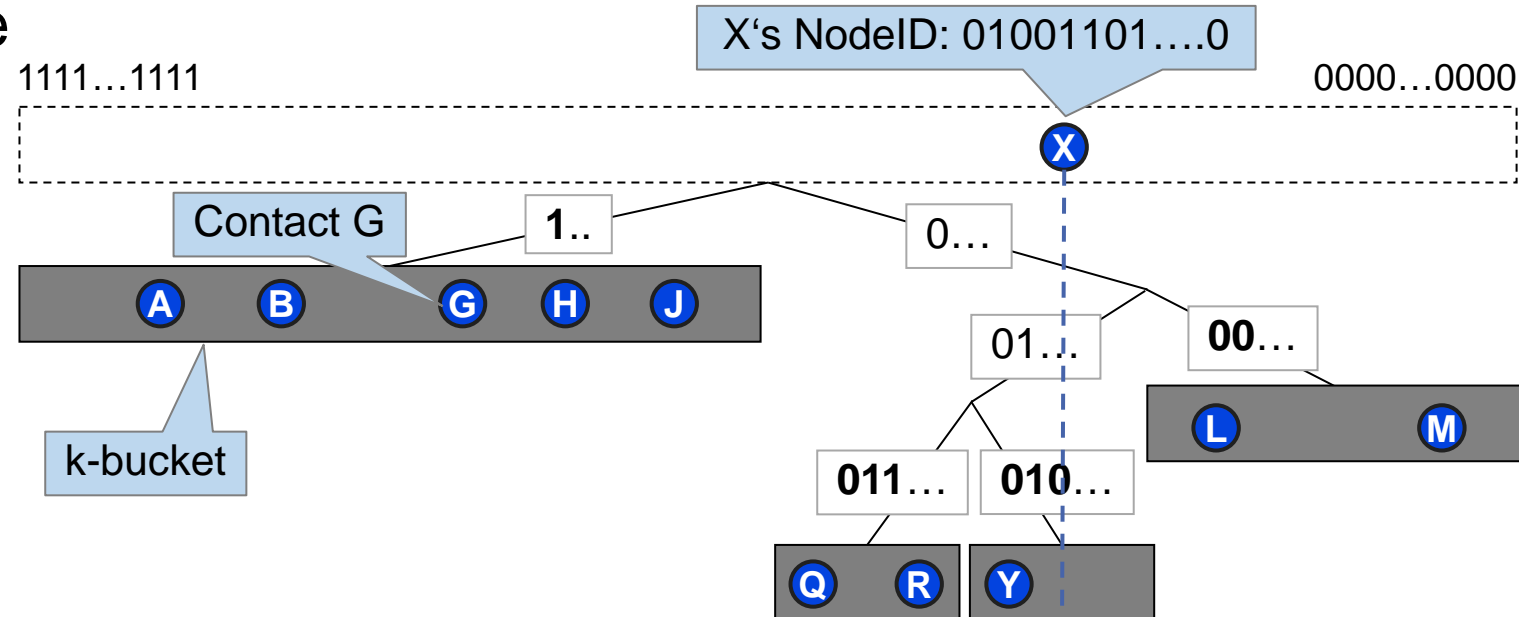 e
X‘s NodeID: 01001101….0
1111…1111
0000…0000
X
Contact G
1..
0…
A
B
G
H
J
01…
00…
k-bucket
L
M
011…
010…
Q
R
Y